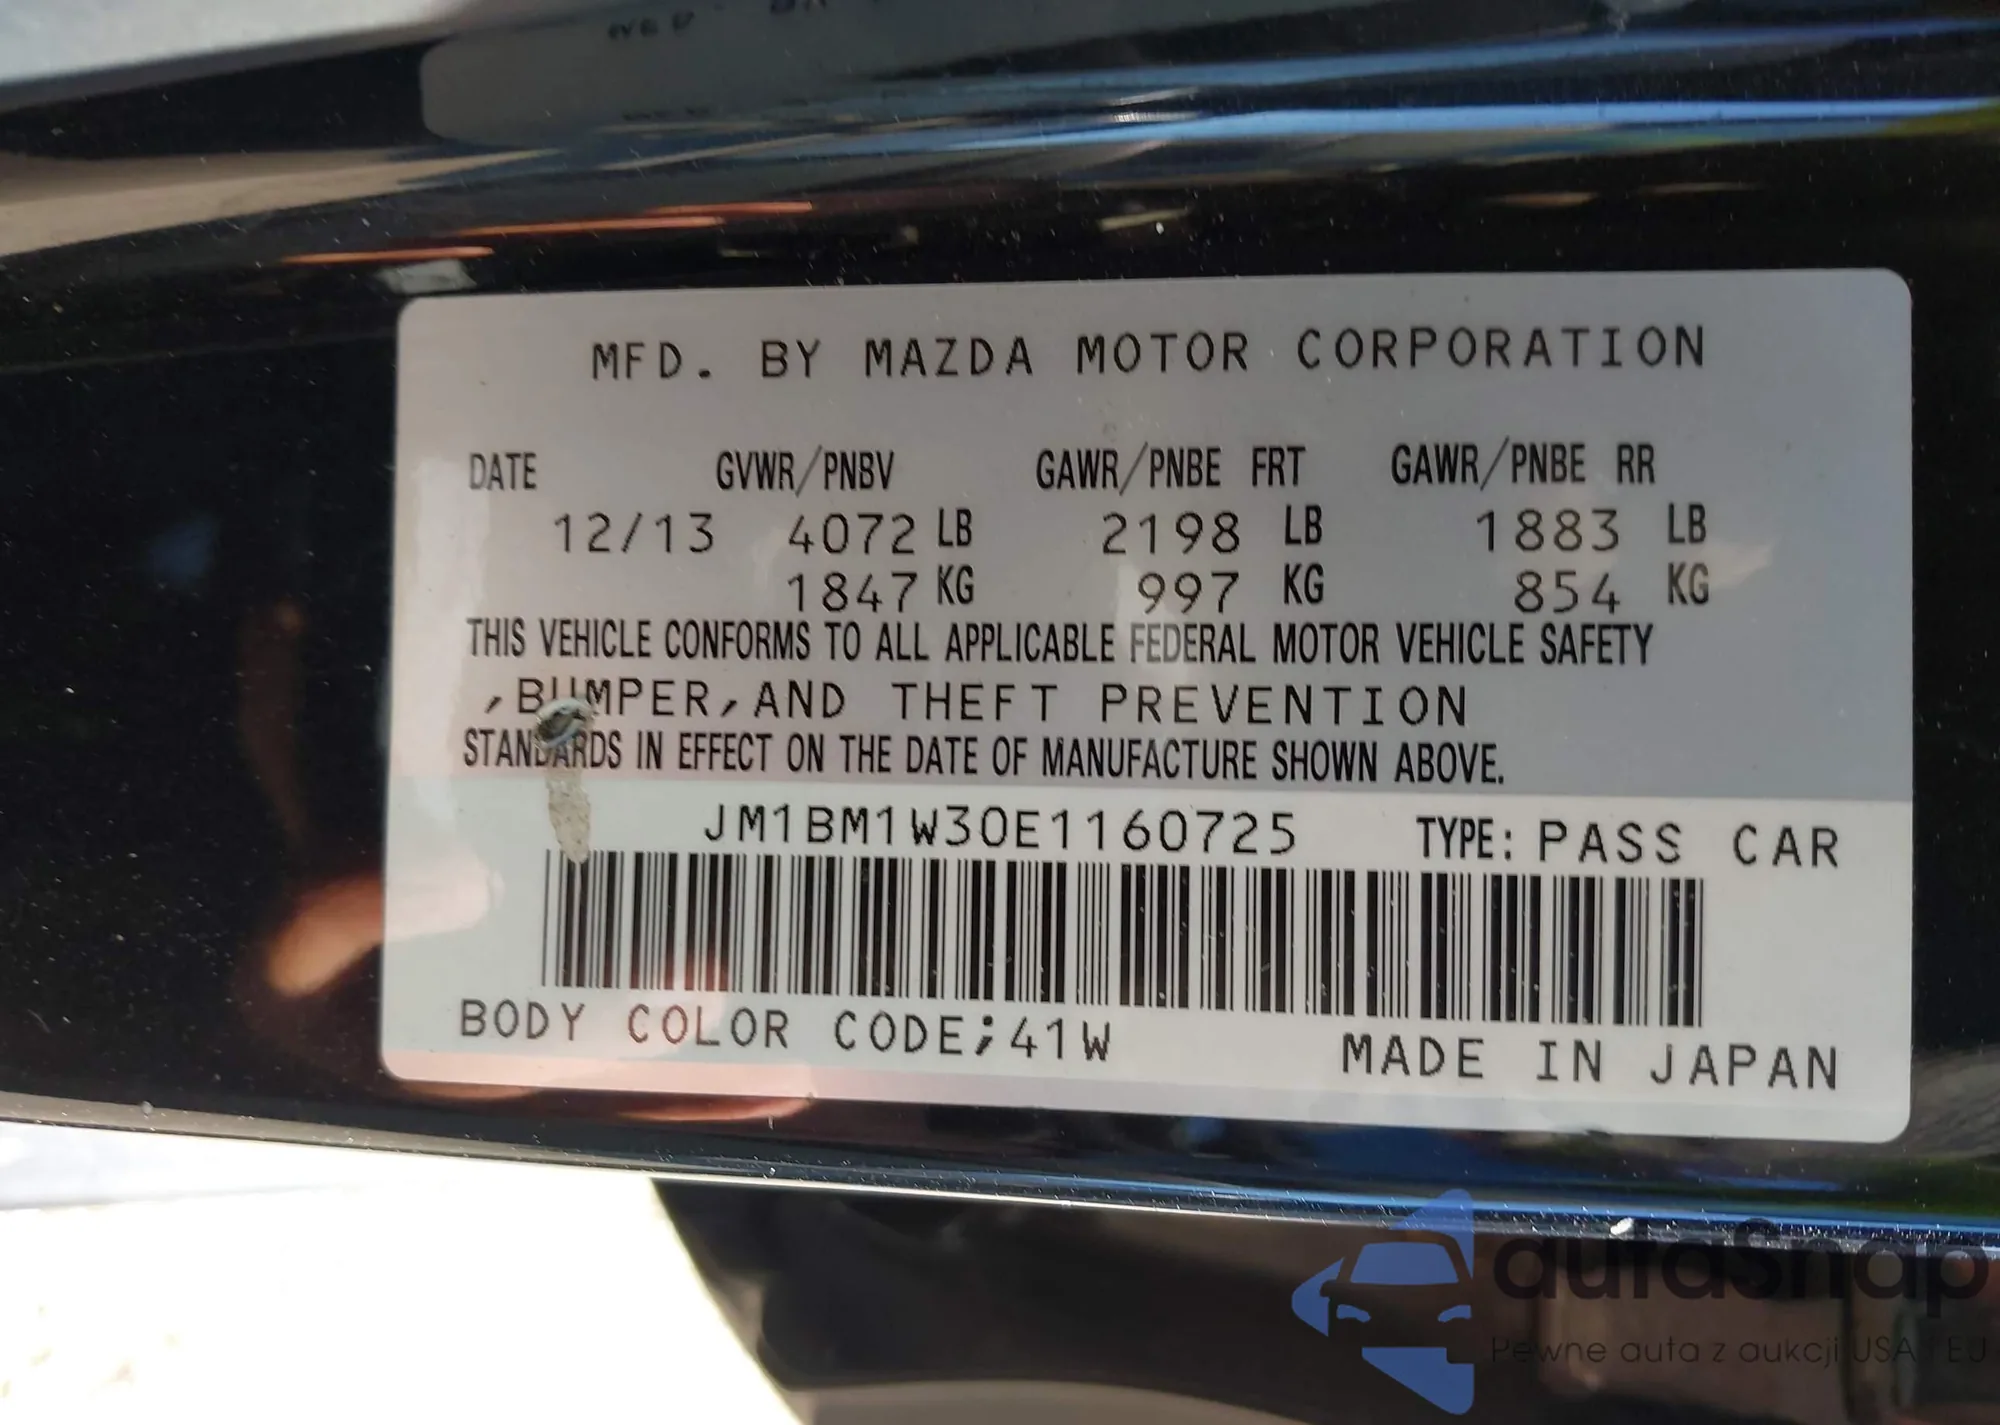 MFD. BY MAZDA MOTOR CORPORATION
DATE GVWR/PNBV GAWR/PNBE FRT GAWR/PNBE RR
12/13 4072 LB 2198 LB 1883 LB
1847 KG 997 KG 854 KG
THIS VEHICLE CONFORMS TO ALL APPLICABLE FEDERAL MOTOR VEHICLE SAFETY
,BUMPER,AND THEFT PREVENTION
STANDARDS IN EFFECT ON THE DATE OF MANUFACTURE SHOWN ABOVE.
JM1BM1W30E1160725 TYPE: PASS CAR
BODY COLOR CODE;41W
MADE IN JAPAN
autaSnap
Pewne auta z aukcji USA i EU